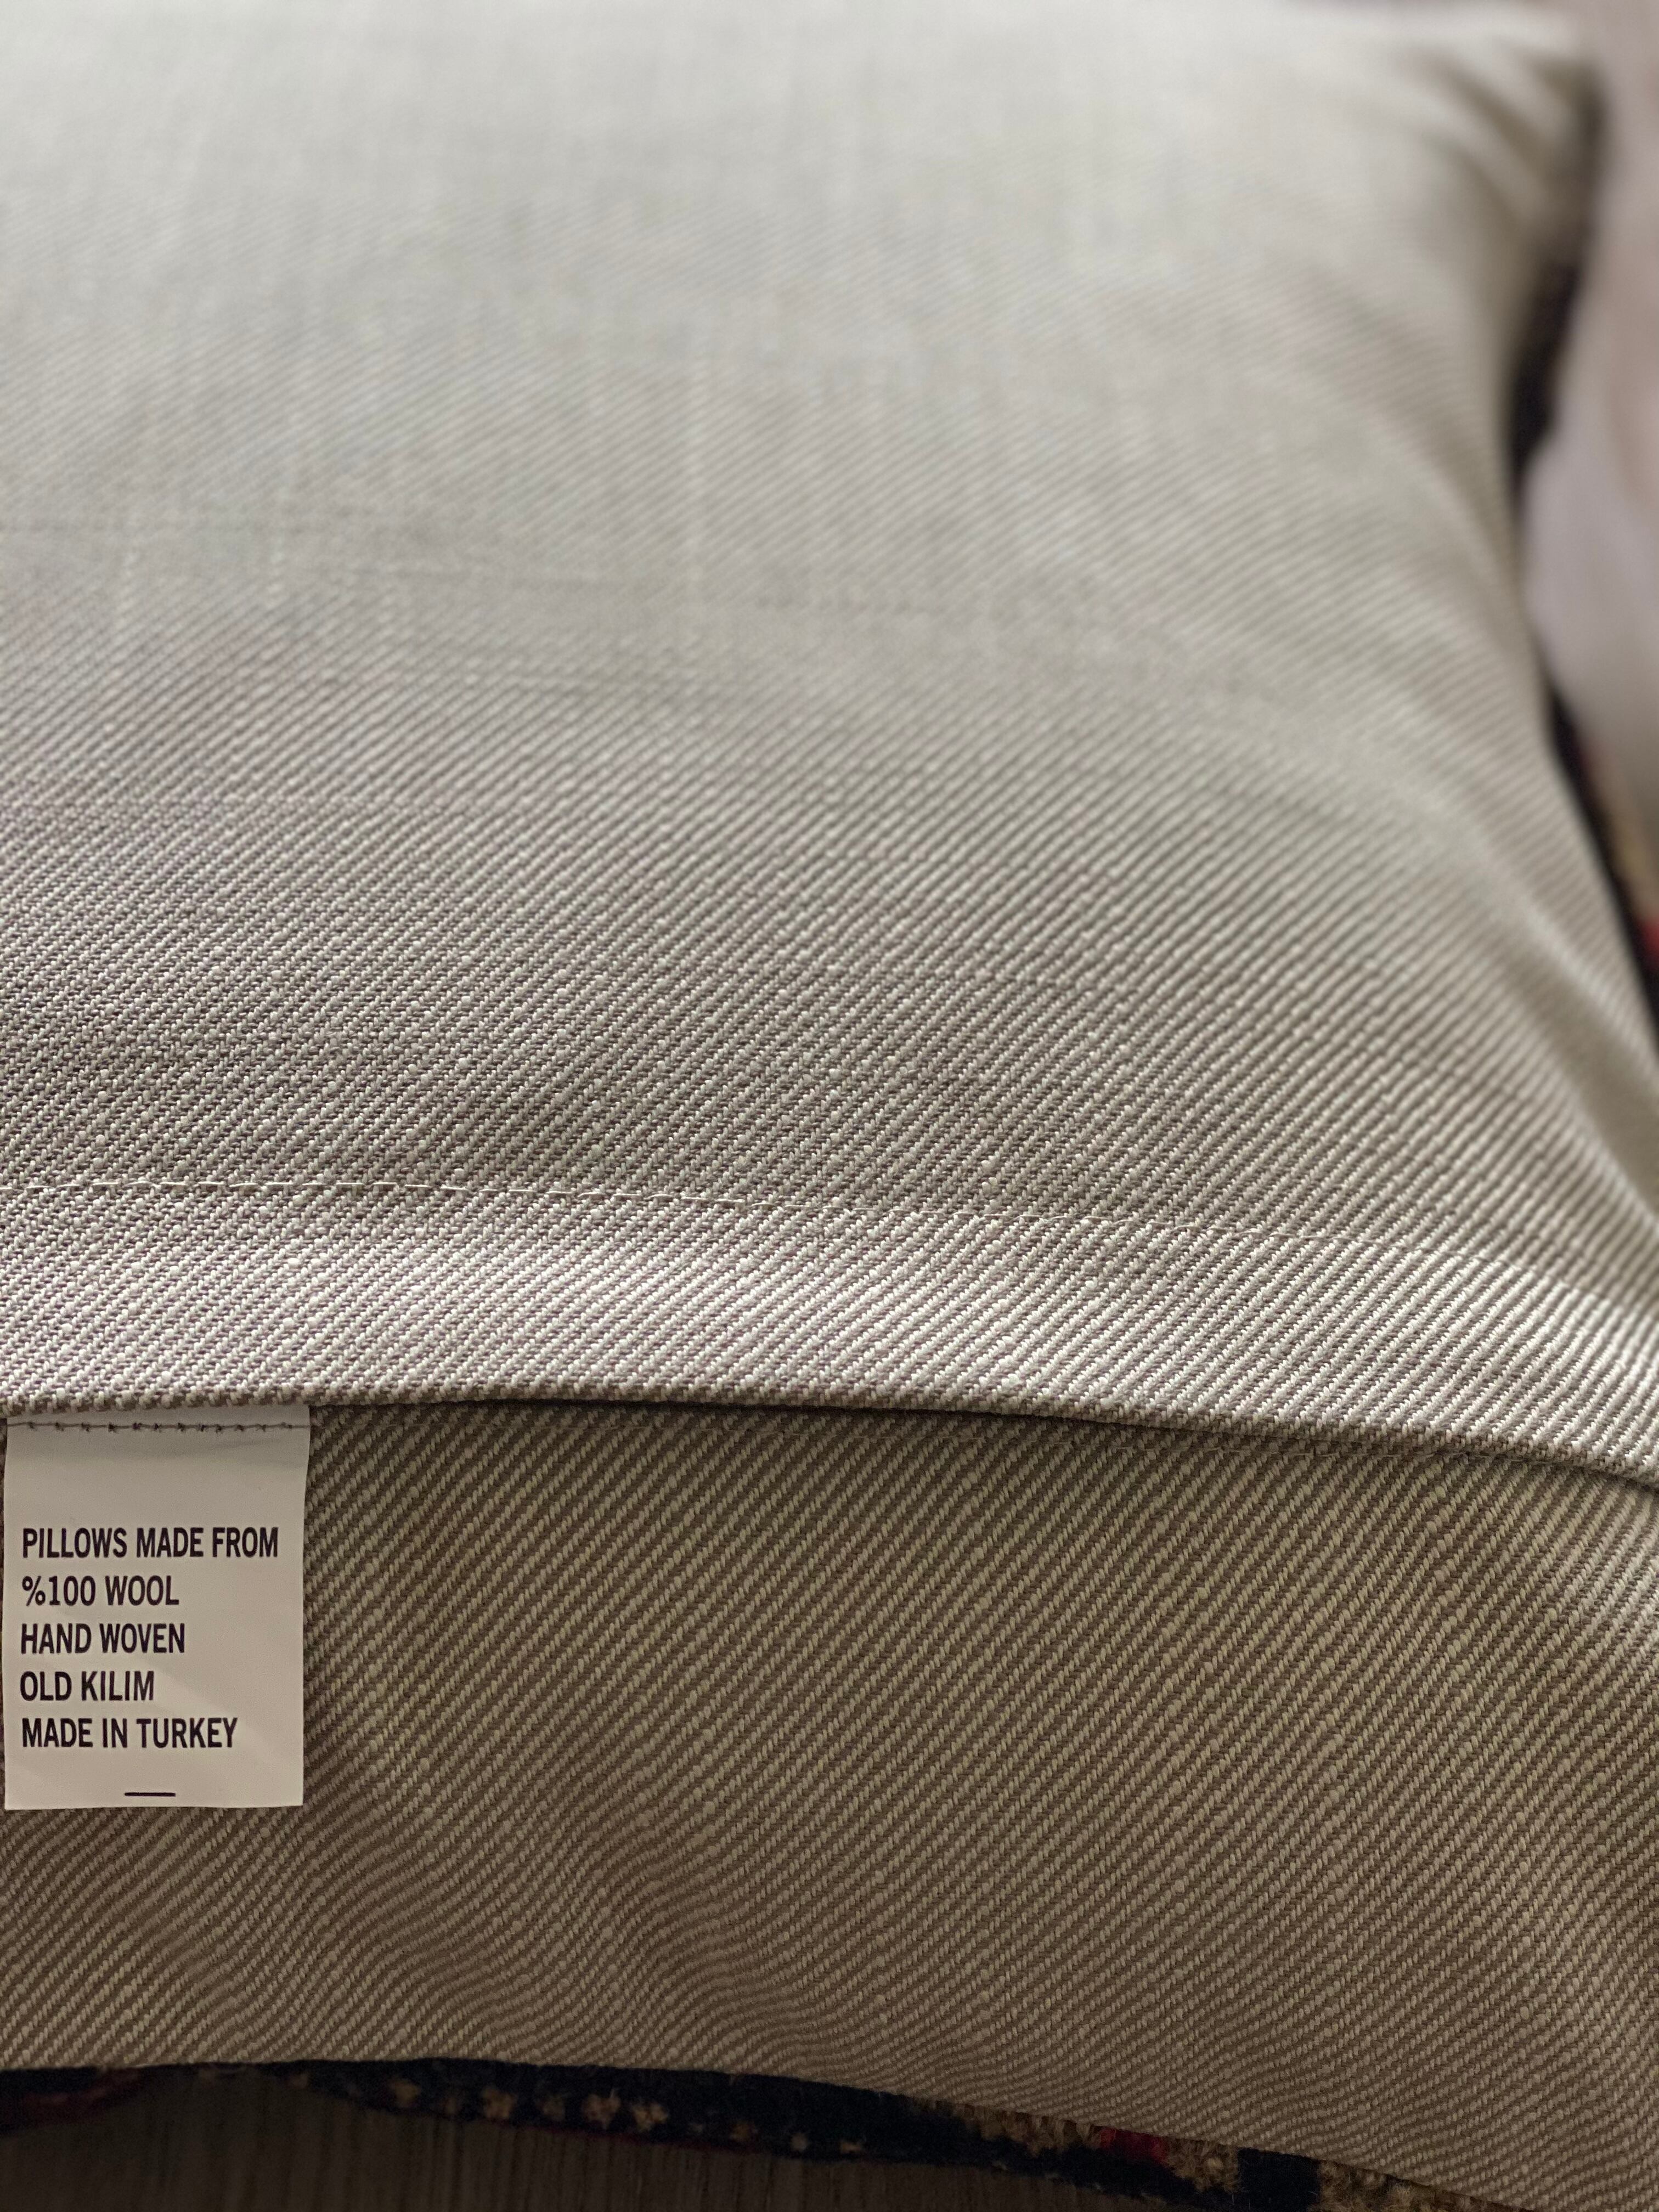 PILLOWS MADE FROM
%100 WOOL
HAND WOVEN
OLD KILIM
MADE IN TURKEY